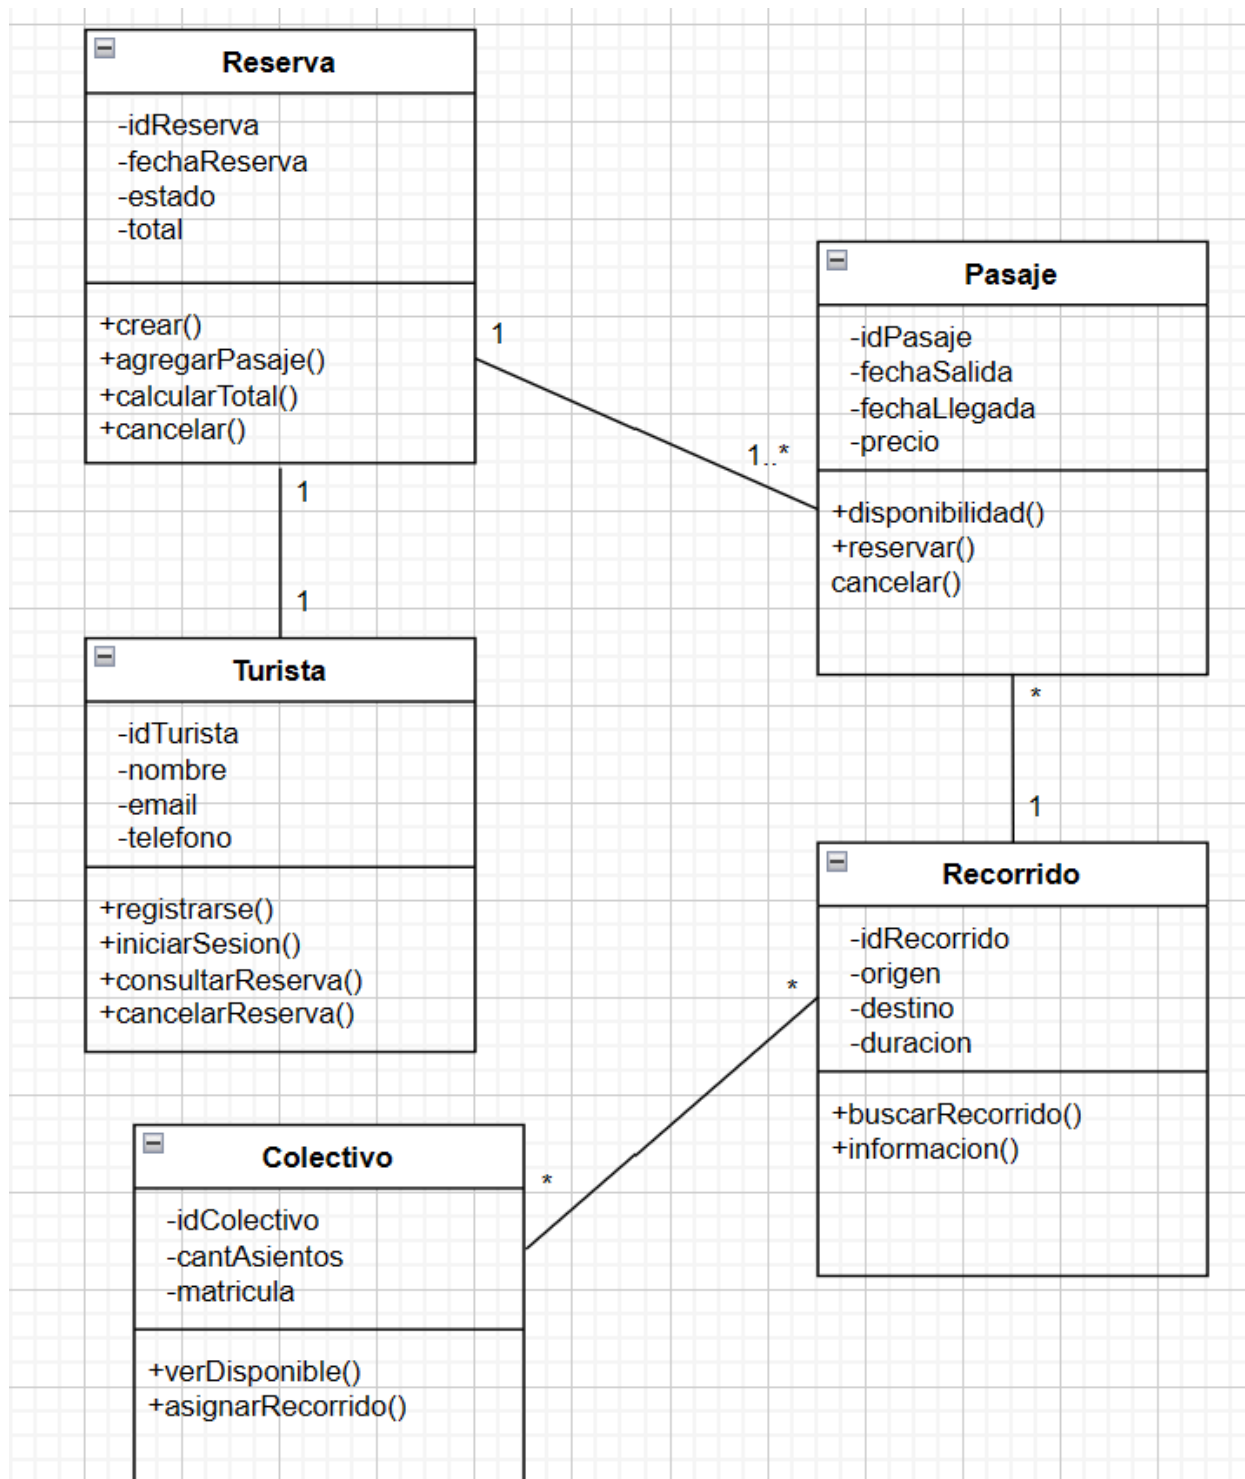 Reserva
-idReserva
-fechaReserva
-estado
-total
+crear()
+agregarPasaje()
+calcularTotal()
+cancelar()
1
1..*
Pasaje
-idPasaje
-fechaSalida
-fechaLlegada
-precio
+disponibilidad()
+reservar()
cancelar()
1
1
Turista
-idTurista
-nombre
-email
-telefono
+registrarse()
+iniciarSesion()
+consultarReserva()
+cancelarReserva()
*
1
Recorrido
-idRecorrido
-origen
-destino
-duracion
+buscarRecorrido()
+informacion()
*
*
Colectivo
-idColectivo
-cantAsientos
-matricula
+verDisponible()
+asignarRecorrido()